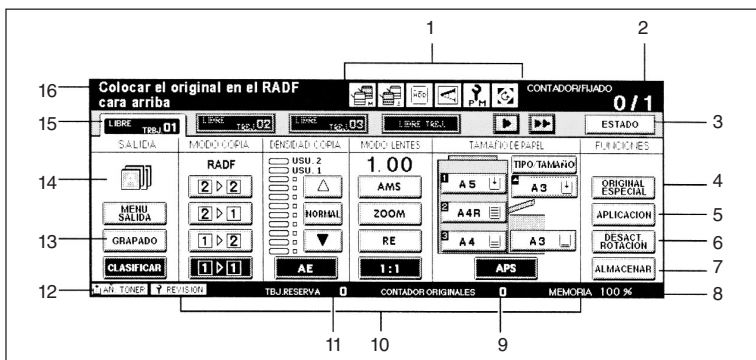 1 2
16 Colocar el original en el RADF cara arriba CONTADOR/FIJADO 0/1
P M
15 LIBRE TRBJ.01 LIBRE TRBJ.02 LIBRE TRBJ.03 LIBRE TRBJ. ESTADO 3
SALIDA MODO COPIA DENSIDAD COPIA MODO LENTES TAMAÑO DE PAPEL FUNCIONES
RADF USU. 2 1.00 TIPO/TAMAÑO
USU. 1
14 2 ▷ 2 △ AMS 1 A5 A3 ORIGINAL ESPECIAL 4
MENU SALIDA 2 ▷ 1 NORMAL ZOOM 2 A4R APLICACION 5
13 GRAPADO 1 ▷ 2 ▼ RE 3 A4 A3 DESACT. ROTACION 6
CLASIFICAR 1 ▷ 1 AE 1:1 APS ALMACENAR 7
12 AÑ. TONER REVISION TBJ.RESERVA 0 CONTADOR ORIGINALES 0 MEMORIA 100 % 8
11 10 9